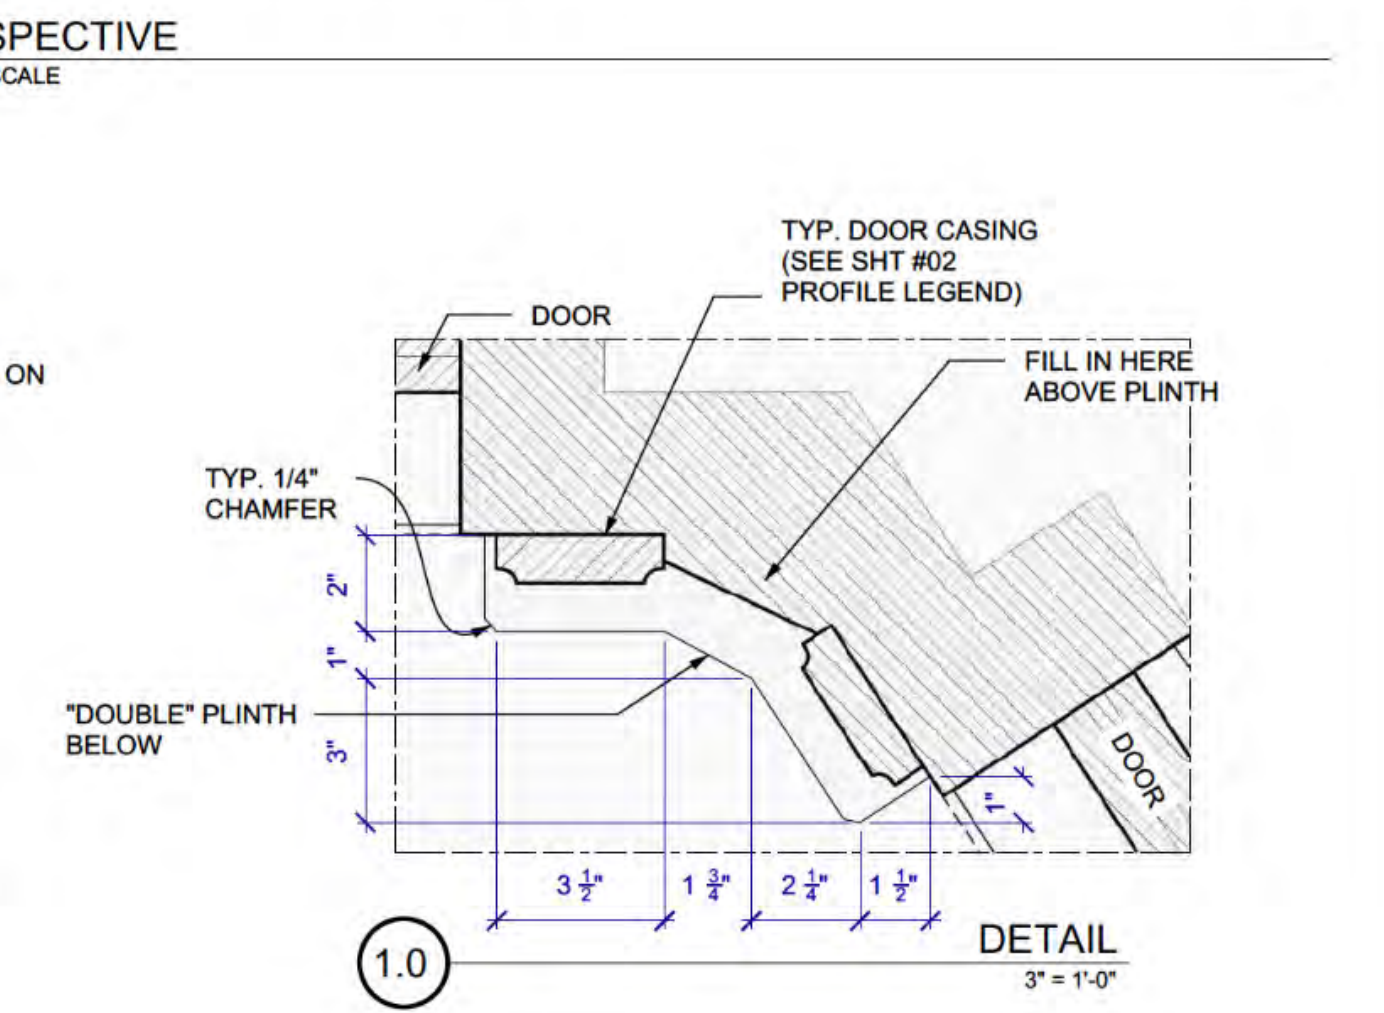 SPECTIVE
SCALE
TYP. DOOR CASING
(SEE SHT #02
PROFILE LEGEND)
DOOR
FILL IN HERE
ABOVE PLINTH
ON
TYP. 1/4"
CHAMFER
2"
1"
"DOUBLE" PLINTH
BELOW
3"
DOOR
1"
3 1/2"
1 3/4"
2 1/4"
1 1/2"
DETAIL
1.0
3" = 1'-0"